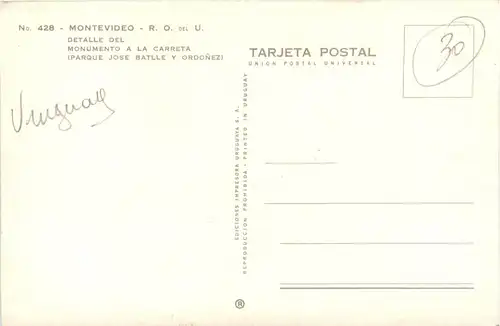 No. 428 - MONTEVIDEO - R. O. DEL U.
DETALLE DEL
MONUMENTO A LA CARRETA
(PARQUE JOSE BATLLE Y ORDOÑEZ)
Uruguay
TARJETA POSTAL
UNION POSTAL UNIVERSAL
30
EDICIONES IMPRESORA URUGUAYA S. A.
REPRODUCCION PROHIBIDA - PRINTED IN URUGUAY
R